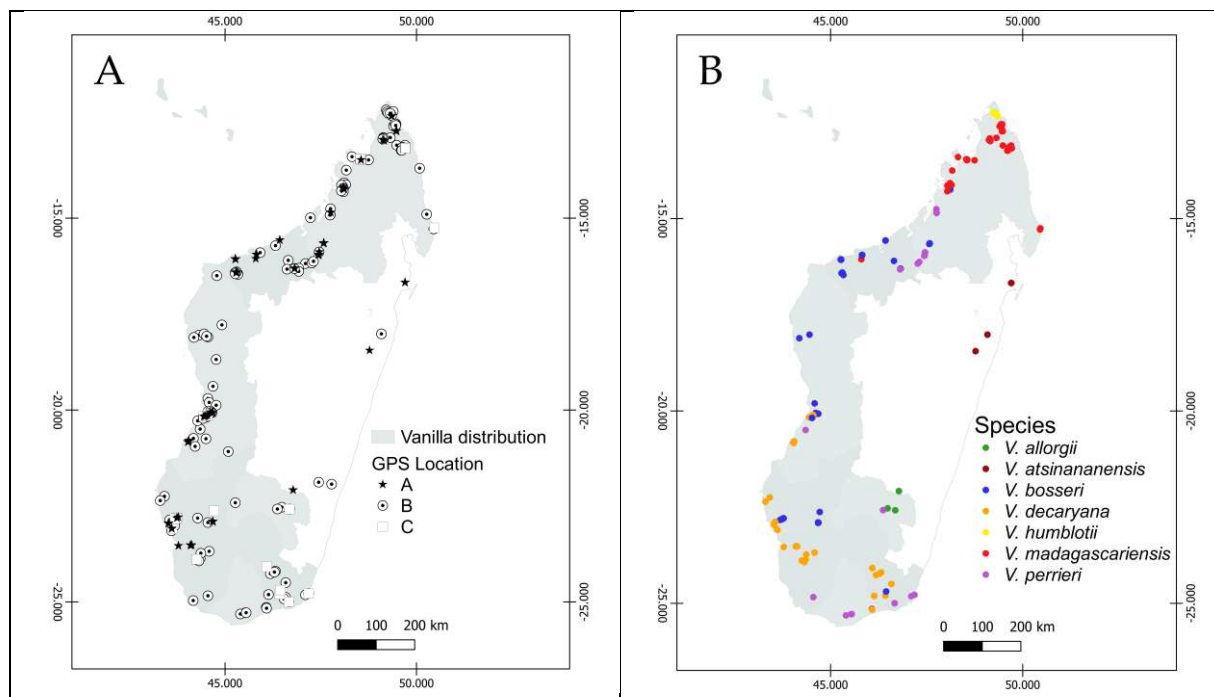 45.000 50.000
A
-15.000 -15.000
-20.000 -20.000
Vanilla distribution
GPS Location
A
B
C
-25.000 -25.000
0 100 200 km
45.000 50.000
45.000 50.000
B
-15.000 -15.000
-20.000 -20.000
Species
V. allorgii
V. atsinananensis
V. bosseri
V. decaryana
V. humblotii
V. madagascariensis
V. perrieri
-25.000 -25.000
0 100 200 km
45.000 50.000